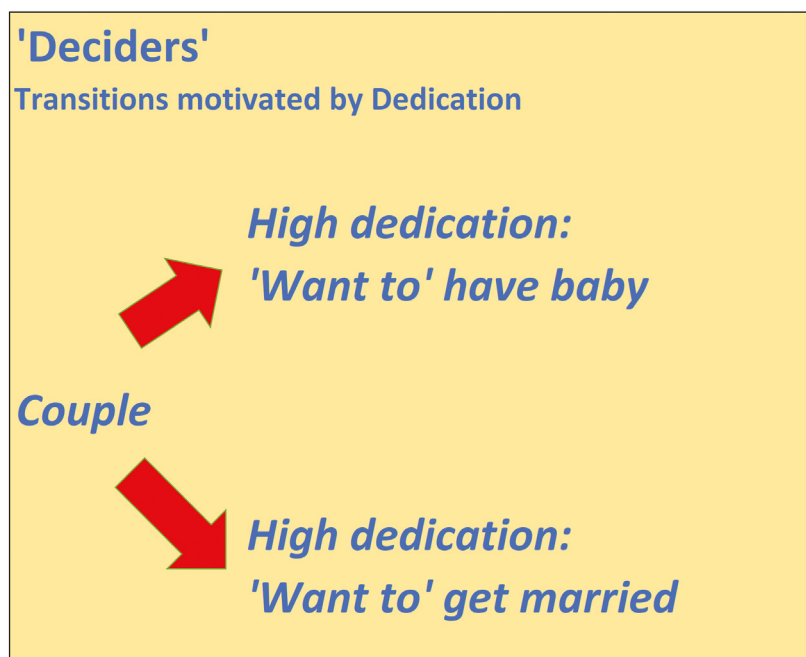 'Deciders'
Transitions motivated by Dedication
High dedication:
'Want to' have baby
Couple
High dedication:
'Want to' get married